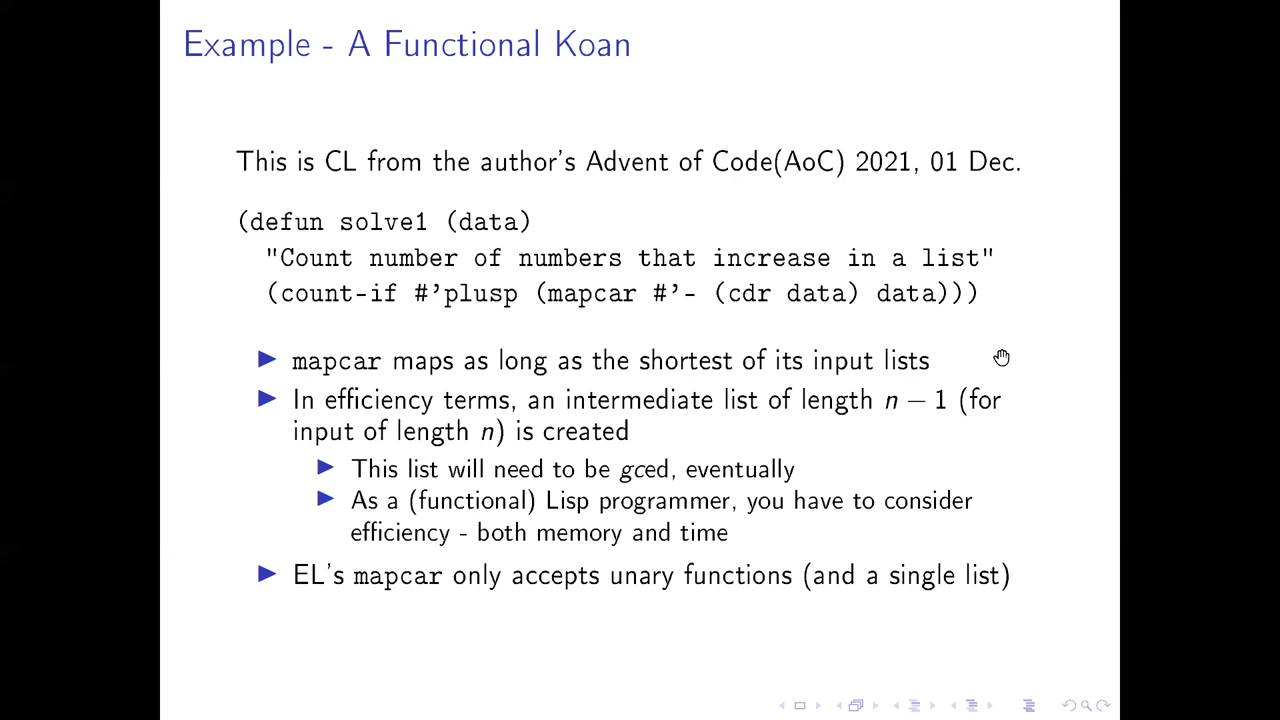 Example - A Functional Koan
This is CL from the author's Advent of Code(AoC) 2021, 01 Dec.
(defun solve1 (data)
"Count number of numbers that increase in a list"
(count-if #'plusp (mapcar #'- (cdr data) data)))
mapcar maps as long as the shortest of its input lists
In efficiency terms, an intermediate list of length n − 1 (for
input of length n) is created
This list will need to be gced, eventually
As a (functional) Lisp programmer, you have to consider
efficiency - both memory and time
EL's mapcar only accepts unary functions (and a single list)